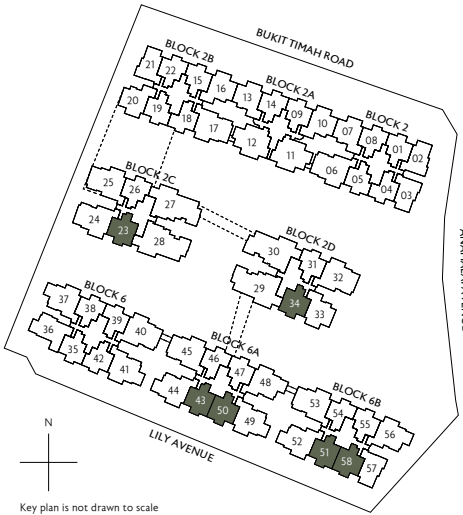 BUKIT TIMAH ROAD
BLOCK 2B
BLOCK 2A
BLOCK 2
21 22 15 16 13 14 09 10 07 08 01 02
20 19 18 17 12 11 06 05 04 03
BLOCK 2C
25 26 27
24 23 28
BLOCK 2D
30 31 32
29 34 33
BLOCK 6
37 38 39 40
36 35 42 41
BLOCK 6A
45 46 47 48
44 43 50 49
BLOCK 6B
53 54 55 56
52 51 58 57
LILY AVENUE
N
Key plan is not drawn to scale